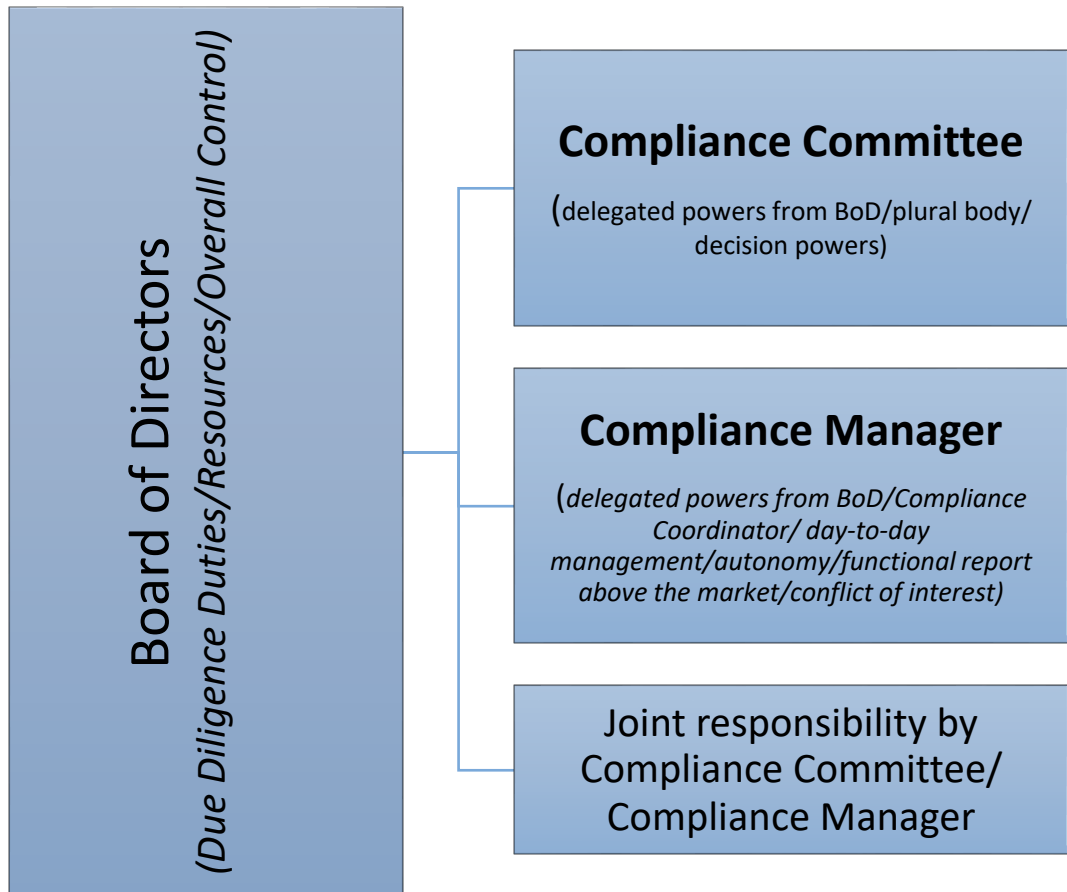 Board of Directors
(Due Diligence Duties/Resources/Overall Control)
Compliance Committee
(delegated powers from BoD/plural body/
decision powers)
Compliance Manager
(delegated powers from BoD/Compliance
Coordinator/ day-to-day
management/autonomy/functional report
above the market/conflict of interest)
Joint responsibility by
Compliance Committee/
Compliance Manager